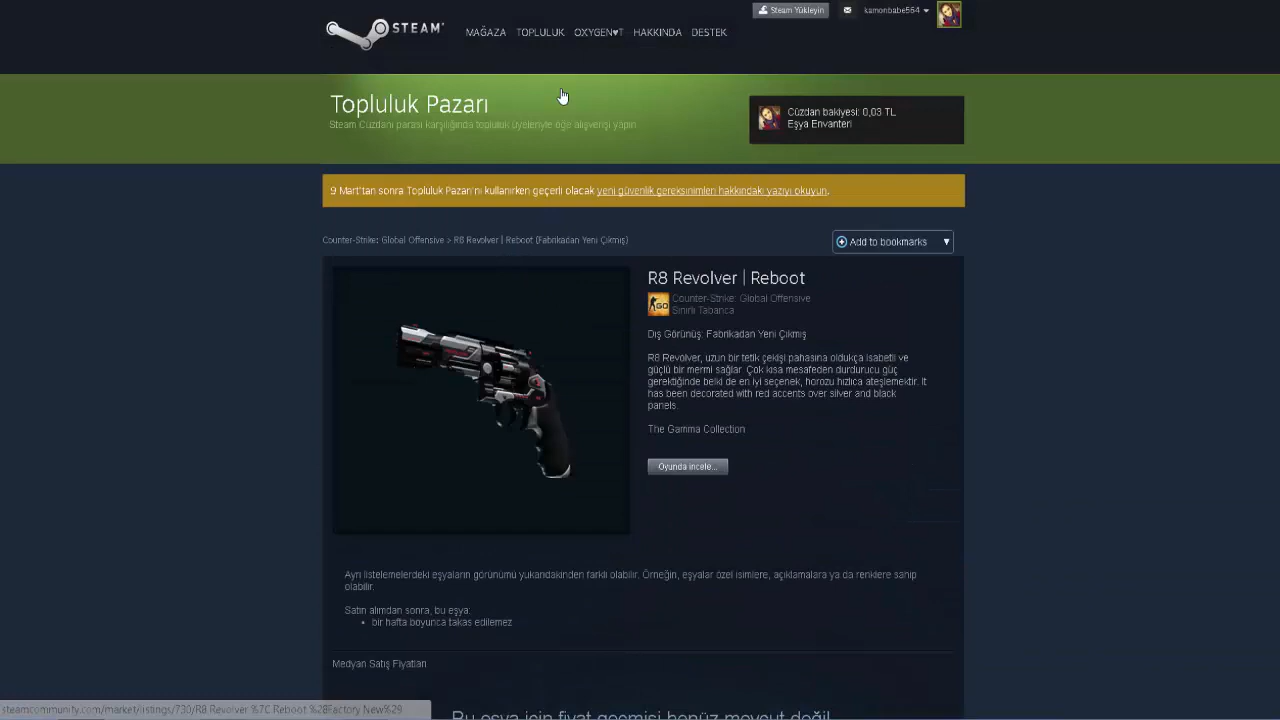 Steam Yükleyin
kamonbabe564
STEAM
MAĞAZA TOPLULUK OXYGEN♥T HAKKINDA DESTEK
Topluluk Pazarı
Steam Cüzdanı parası karşılığında topluluk üyeleriyle öğe alışverişi yapın
Cüzdan bakiyesi: 0,03 TL
Eşya Envanteri
9 Mart'tan sonra Topluluk Pazarı'nı kullanırken geçerli olacak yeni güvenlik gereksinimleri hakkındaki yazıyı okuyun.
Counter-Strike: Global Offensive > R8 Revolver | Reboot (Fabrikadan Yeni Çıkmış)
Add to bookmarks
R8 Revolver | Reboot
Counter-Strike: Global Offensive
Sınırlı Tabanca
Dış Görünüş: Fabrikadan Yeni Çıkmış
R8 Revolver, uzun bir tetik çekişi pahasına oldukça isabetli ve
güçlü bir mermi sağlar. Çok kısa mesafeden durdurucu güç
gerektiğinde belki de en iyi seçenek, horozu hızlıca ateşlemektir. It
has been decorated with red accents over silver and black
panels.
The Gamma Collection
Oyunda incele...
Ayrı listelemelerdeki eşyaların görünümü yukarıdakinden farklı olabilir. Örneğin, eşyalar özel isimlere, açıklamalara ya da renklere sahip
olabilir.
Satın alımdan sonra, bu eşya:
• bir hafta boyunca takas edilemez
Medyan Satış Fiyatları
Bu eşya için fiyat geçmişi henüz mevcut değil
steamcommunity.com/market/listings/730/R8 Revolver %7C Reboot %28Factory New%29